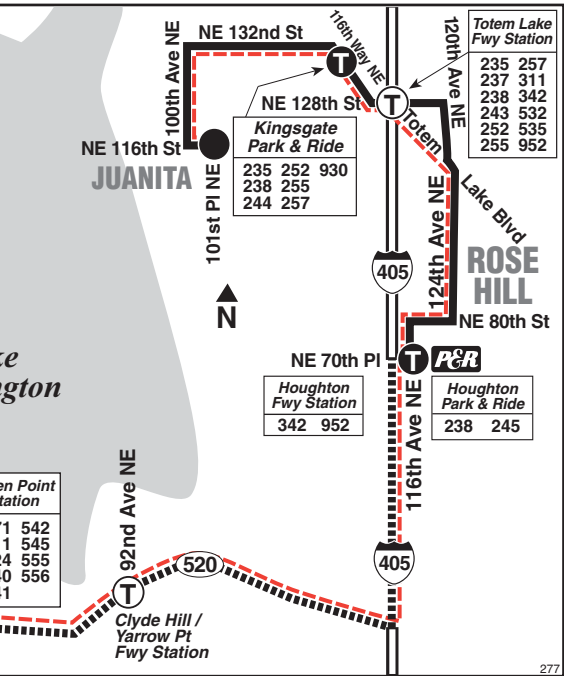 NE 132nd St
116th Way NE
120th Ave NE
Totem Lake
Fwy Station
235 257
237 311
238 342
243 532
252 535
255 952
100th Ave NE
T
NE 128th St
T
Totem
Lake Blvd
NE 116th St
JUANITA
101st Pl NE
Kingsgate
Park & Ride
235 252 930
238 255
244 257
124th Ave NE
ROSE
HILL
405
N
NE 80th St
NE 70th Pl
T
P&R
Houghton
Fwy Station
342 952
Houghton
Park & Ride
238 245
116th Ave NE
542
545
555
556
92nd Ave NE
520
405
T
Clyde Hill /
Yarrow Pt
Fwy Station
277